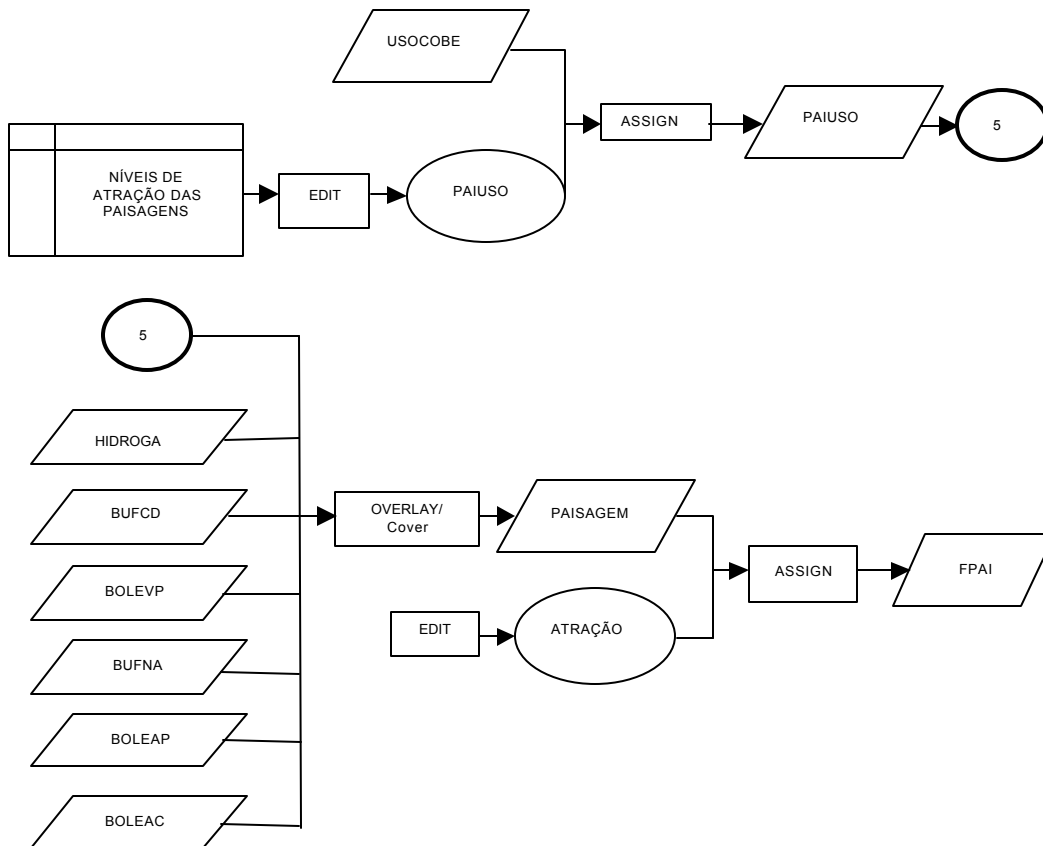 USOCOBE
ASSIGN
PAIUSO
5
NÍVEIS DE
ATRAÇÃO DAS
PAISAGENS
EDIT
PAIUSO
5
HIDROGA
BUFCD
OVERLAY/
Cover
PAISAGEM
ASSIGN
FPAI
BOLEVP
EDIT
ATRAÇÃO
BUFNA
BOLEAP
BOLEAC